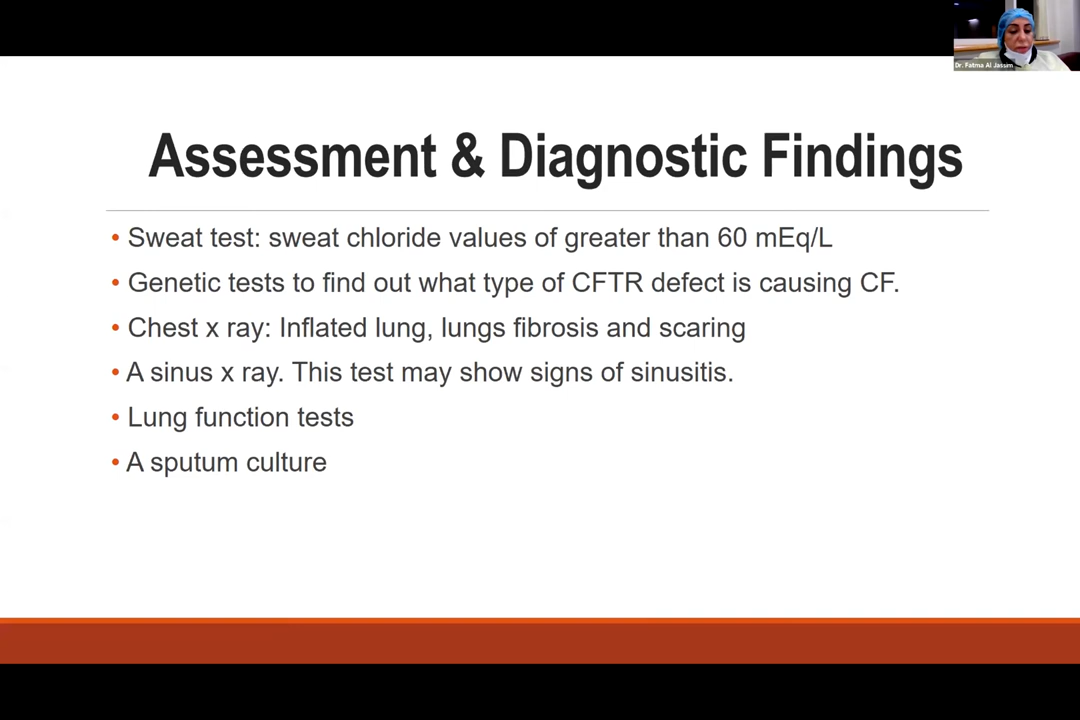 Dr. Fatma Al Jassim
Assessment & Diagnostic Findings
• Sweat test: sweat chloride values of greater than 60 mEq/L
• Genetic tests to find out what type of CFTR defect is causing CF.
• Chest x ray: Inflated lung, lungs fibrosis and scaring
• A sinus x ray. This test may show signs of sinusitis.
• Lung function tests
• A sputum culture